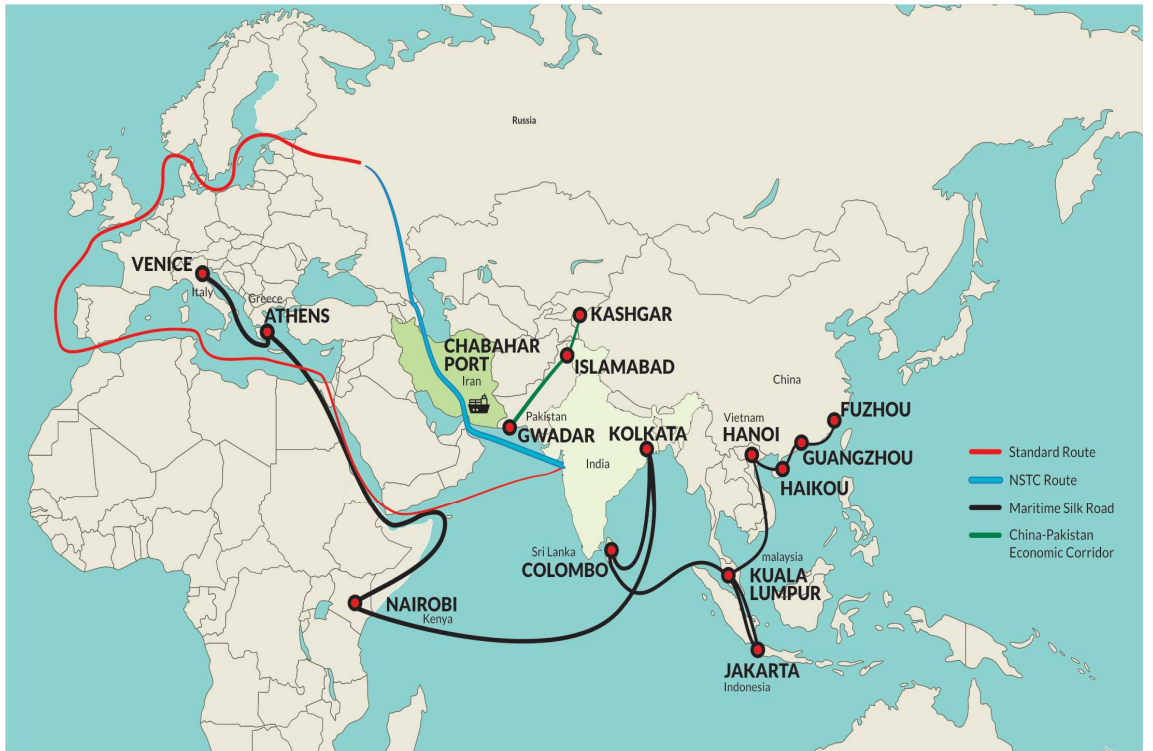 Russia
VENICE
Italy
Greece
ATHENS
KASHGAR
CHABAHAR
PORT
Iran
ISLAMABAD
China
Pakistan
GWADAR
KOLKATA
India
Vietnam
HANOI
FUZHOU
GUANGZHOU
HAIKOU
Sri Lanka
COLOMBO
malaysia
KUALA
LUMPUR
NAIROBI
Kenya
JAKARTA
Indonesia
Standard Route
NSTC Route
Maritime Silk Road
China-Pakistan
Economic Corridor